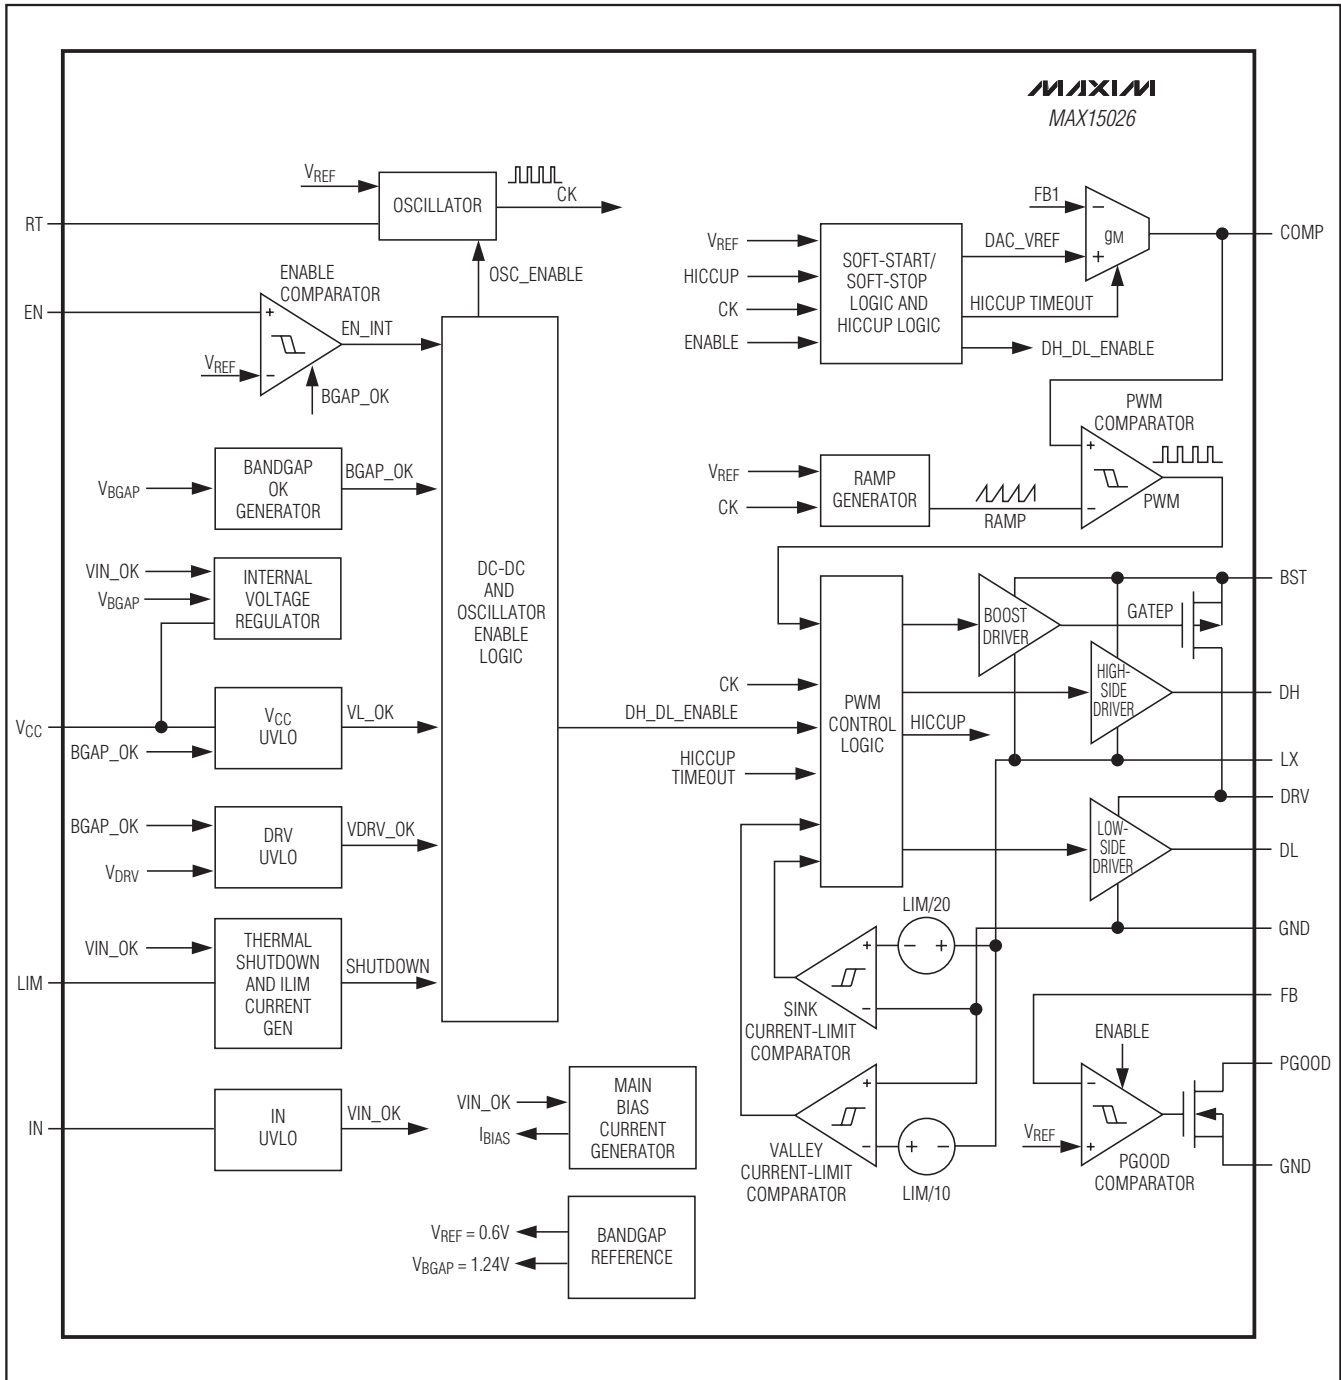 MAXIM
MAX15026
VREF
OSCILLATOR
CK
RT
OSC_ENABLE
ENABLE
COMPARATOR
EN
+
EN_INT
VREF
−
BGAP_OK
VBGAP
BANDGAP
OK
GENERATOR
BGAP_OK
VIN_OK
VBGAP
INTERNAL
VOLTAGE
REGULATOR
VCC
VCC
UVLO
VL_OK
BGAP_OK
BGAP_OK
VDRV
DRV
UVLO
VDRV_OK
VIN_OK
LIM
THERMAL
SHUTDOWN
AND ILIM
CURRENT
GEN
SHUTDOWN
IN
IN
UVLO
VIN_OK
DC-DC
AND
OSCILLATOR
ENABLE
LOGIC
VIN_OK
IBIAS
MAIN
BIAS
CURRENT
GENERATOR
VREF = 0.6V
VBGAP = 1.24V
BANDGAP
REFERENCE
VREF
HICCUP
CK
ENABLE
SOFT-START/
SOFT-STOP
LOGIC AND
HICCUP LOGIC
FB1
−
gM
+
DAC_VREF
HICCUP TIMEOUT
DH_DL_ENABLE
COMP
PWM
COMPARATOR
+
−
PWM
VREF
CK
RAMP
GENERATOR
RAMP
CK
DH_DL_ENABLE
HICCUP
TIMEOUT
PWM
CONTROL
LOGIC
HICCUP
BOOST
DRIVER
GATEP
HIGH-
SIDE
DRIVER
LOW-
SIDE
DRIVER
BST
DH
LX
DRV
DL
GND
FB
PGOOD
GND
LIM/20
− +
+
−
SINK
CURRENT-LIMIT
COMPARATOR
+
−
+ −
LIM/10
VALLEY
CURRENT-LIMIT
COMPARATOR
ENABLE
−
VREF
+
PGOOD
COMPARATOR